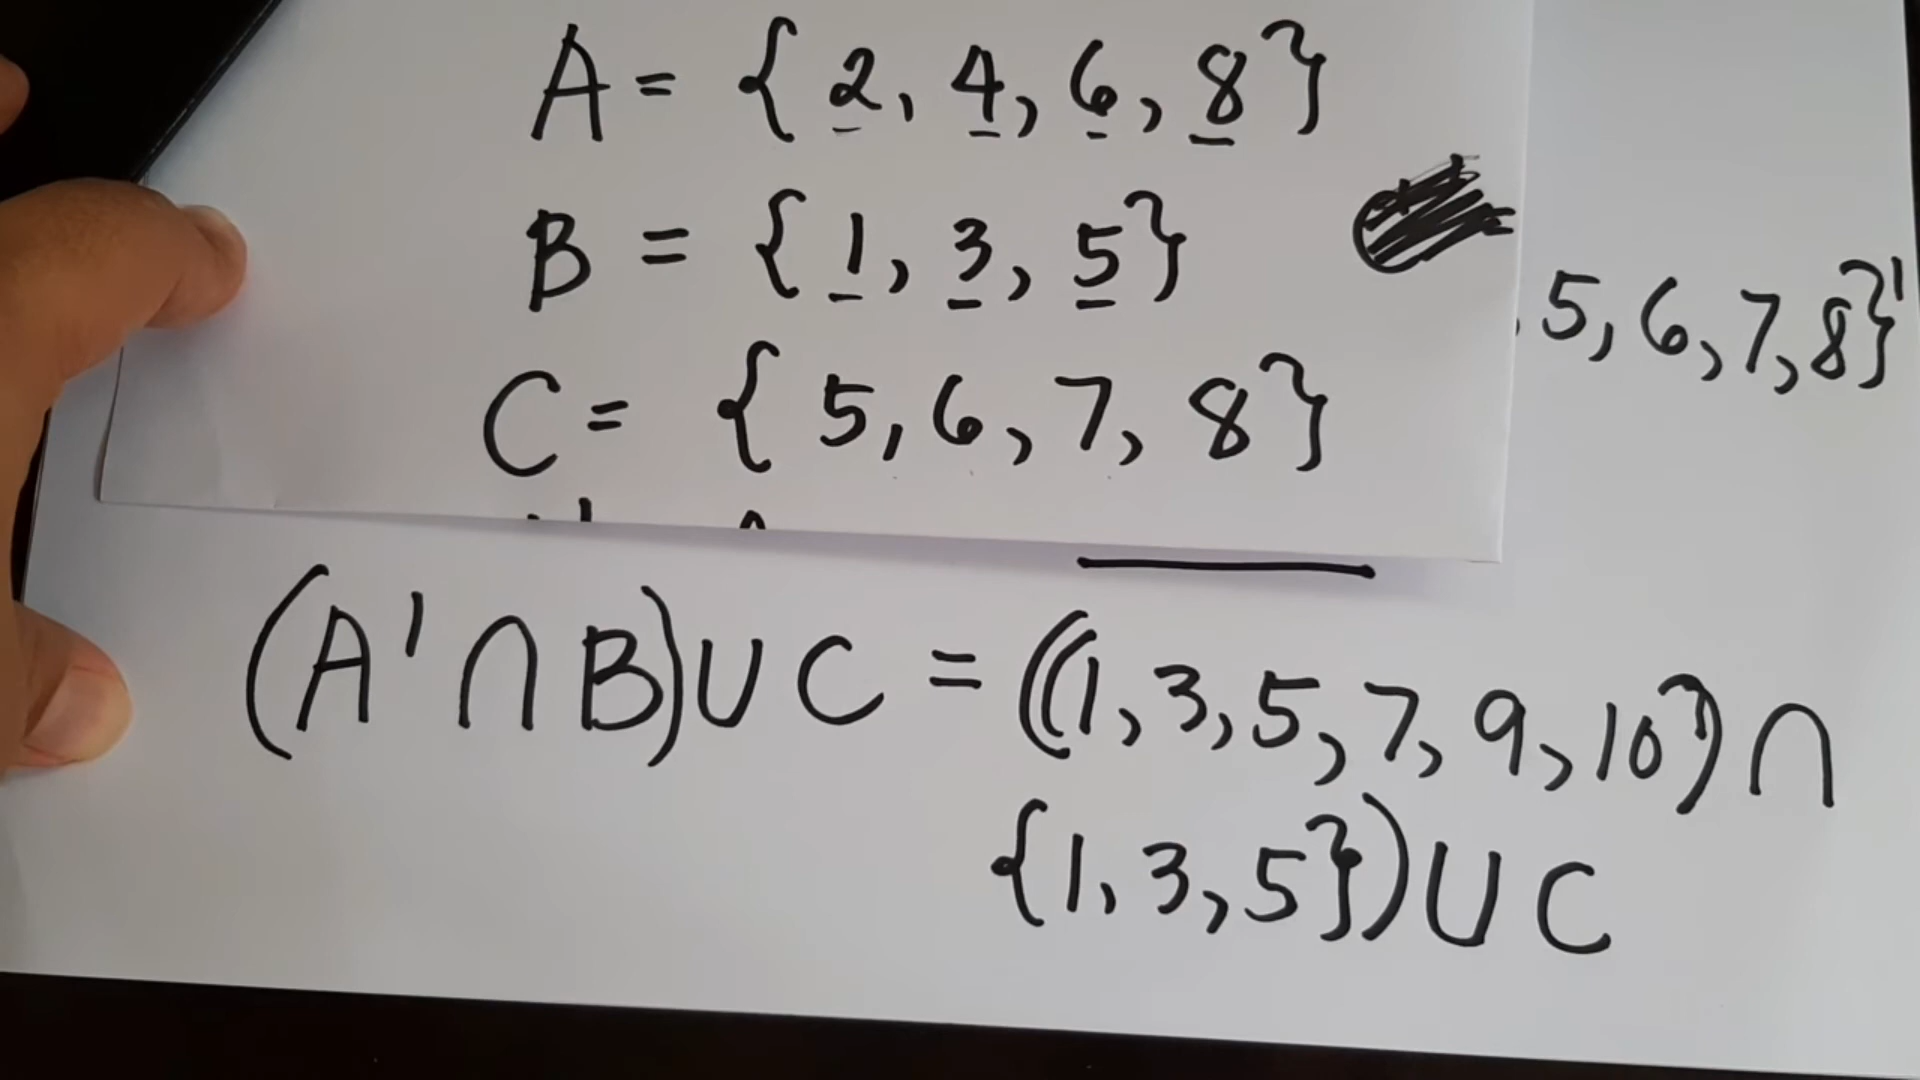 A = {2, 4, 6, 8}
B = {1, 3, 5}
C = {5, 6, 7, 8}
, 5, 6, 7, 8}'
(A' ∩ B) ∪ C = ((1, 3, 5, 7, 9, 10}) ∩
{1, 3, 5}) ∪ C